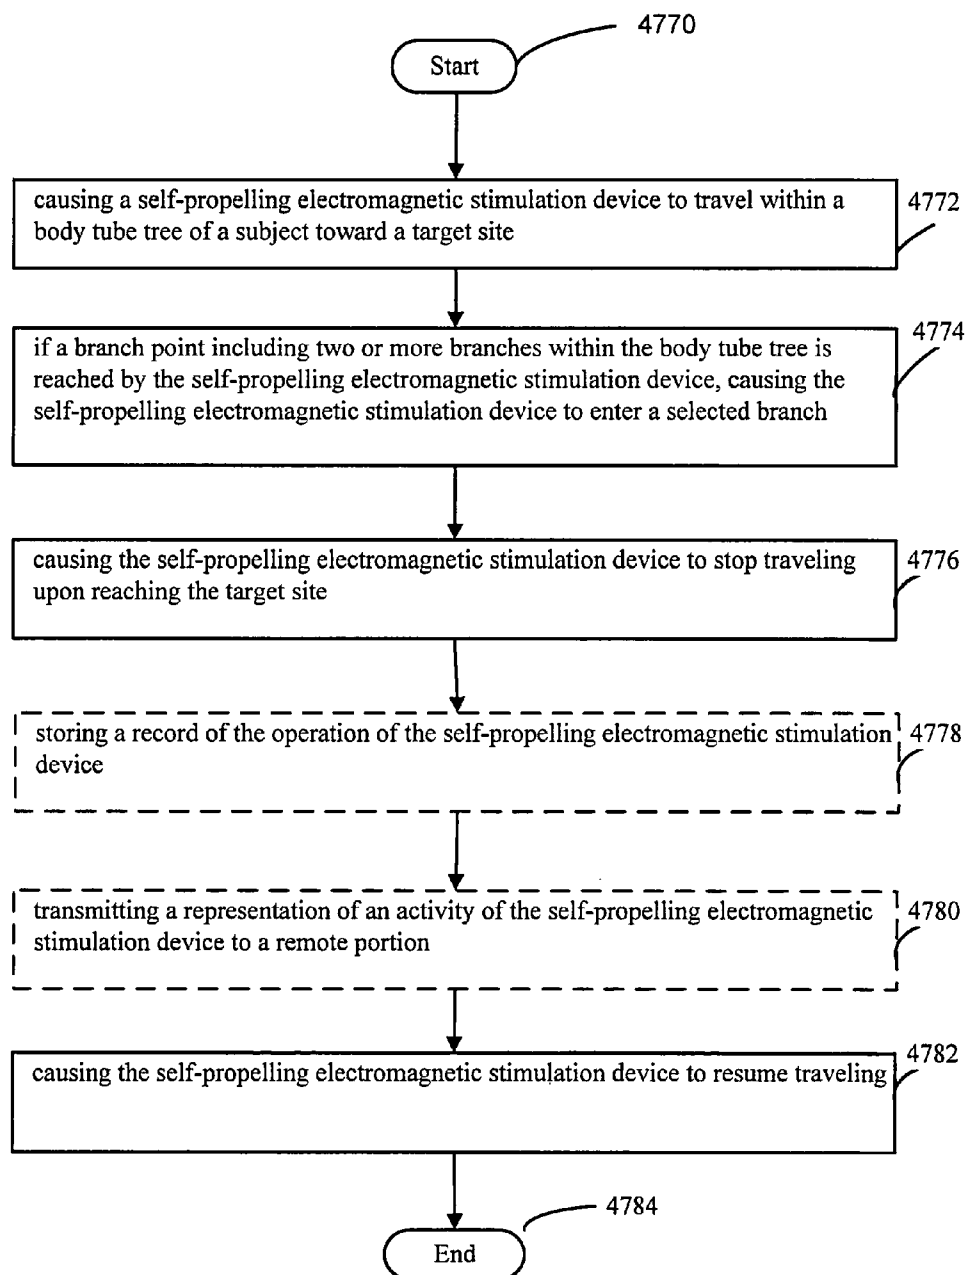 4770
Start
causing a self-propelling electromagnetic stimulation device to travel within a
body tube tree of a subject toward a target site
4772
if a branch point including two or more branches within the body tube tree is
reached by the self-propelling electromagnetic stimulation device, causing the
self-propelling electromagnetic stimulation device to enter a selected branch
4774
causing the self-propelling electromagnetic stimulation device to stop traveling
upon reaching the target site
4776
storing a record of the operation of the self-propelling electromagnetic stimulation
device
4778
transmitting a representation of an activity of the self-propelling electromagnetic
stimulation device to a remote portion
4780
causing the self-propelling electromagnetic stimulation device to resume traveling
4782
4784
End